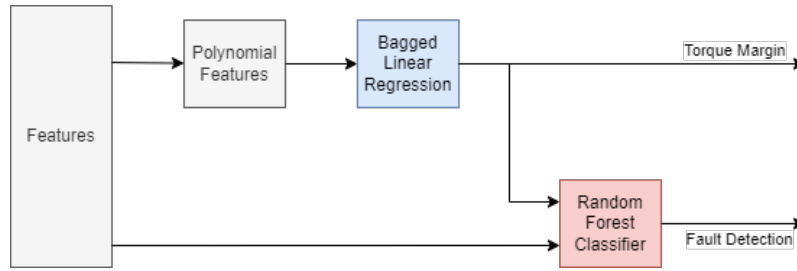 Features
Polynomial
Features
Bagged
Linear
Regression
Torque Margin
Random
Forest
Classifier
Fault Detection